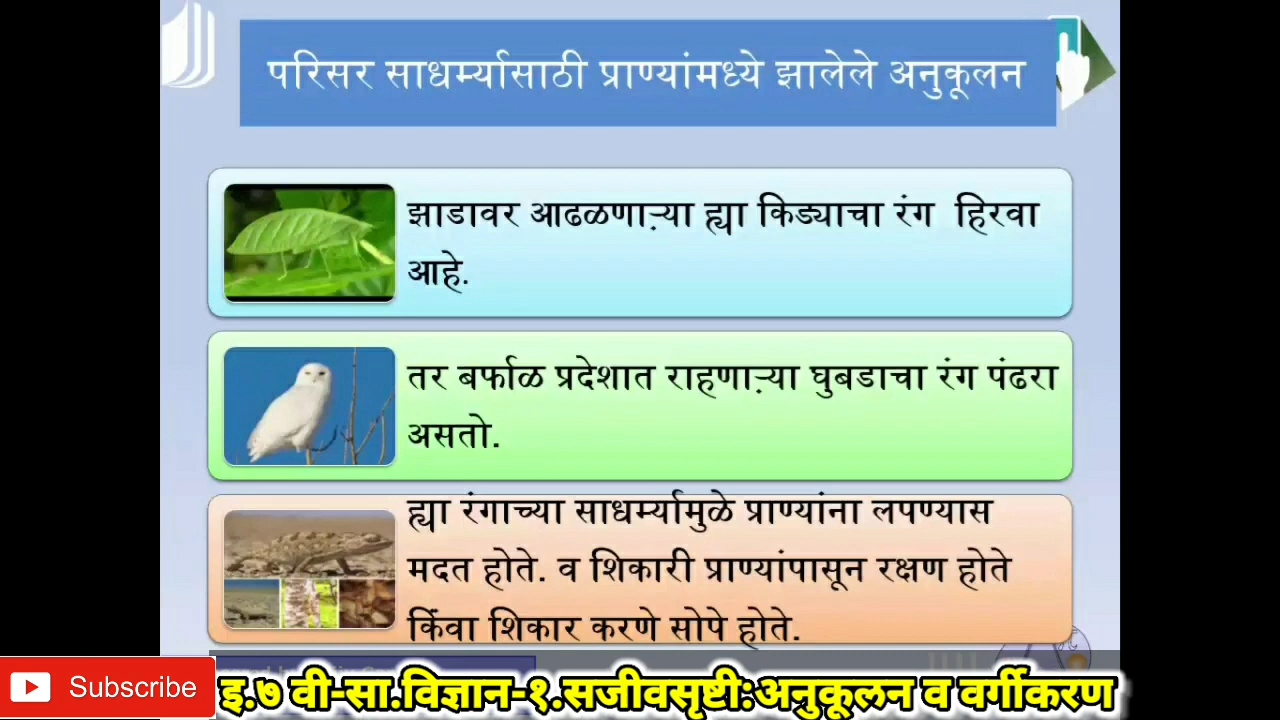 परिसर साधर्म्यासाठी प्राण्यांमध्ये झालेले अनुकूलन
झाडावर आढळणाऱ्या ह्या किड्याचा रंग हिरवा
आहे.
तर बर्फाळ प्रदेशात राहणाऱ्या घुबडाचा रंग पंढरा
असतो.
ह्या रंगाच्या साधर्म्यामुळे प्राण्यांना लपण्यास
मदत होते. व शिकारी प्राण्यांपासून रक्षण होते
किंवा शिकार करणे सोपे होते.
Subscribe
इ.७ वी-सा.विज्ञान-१.सजीवसृष्टी:अनुकूलन व वर्गीकरण